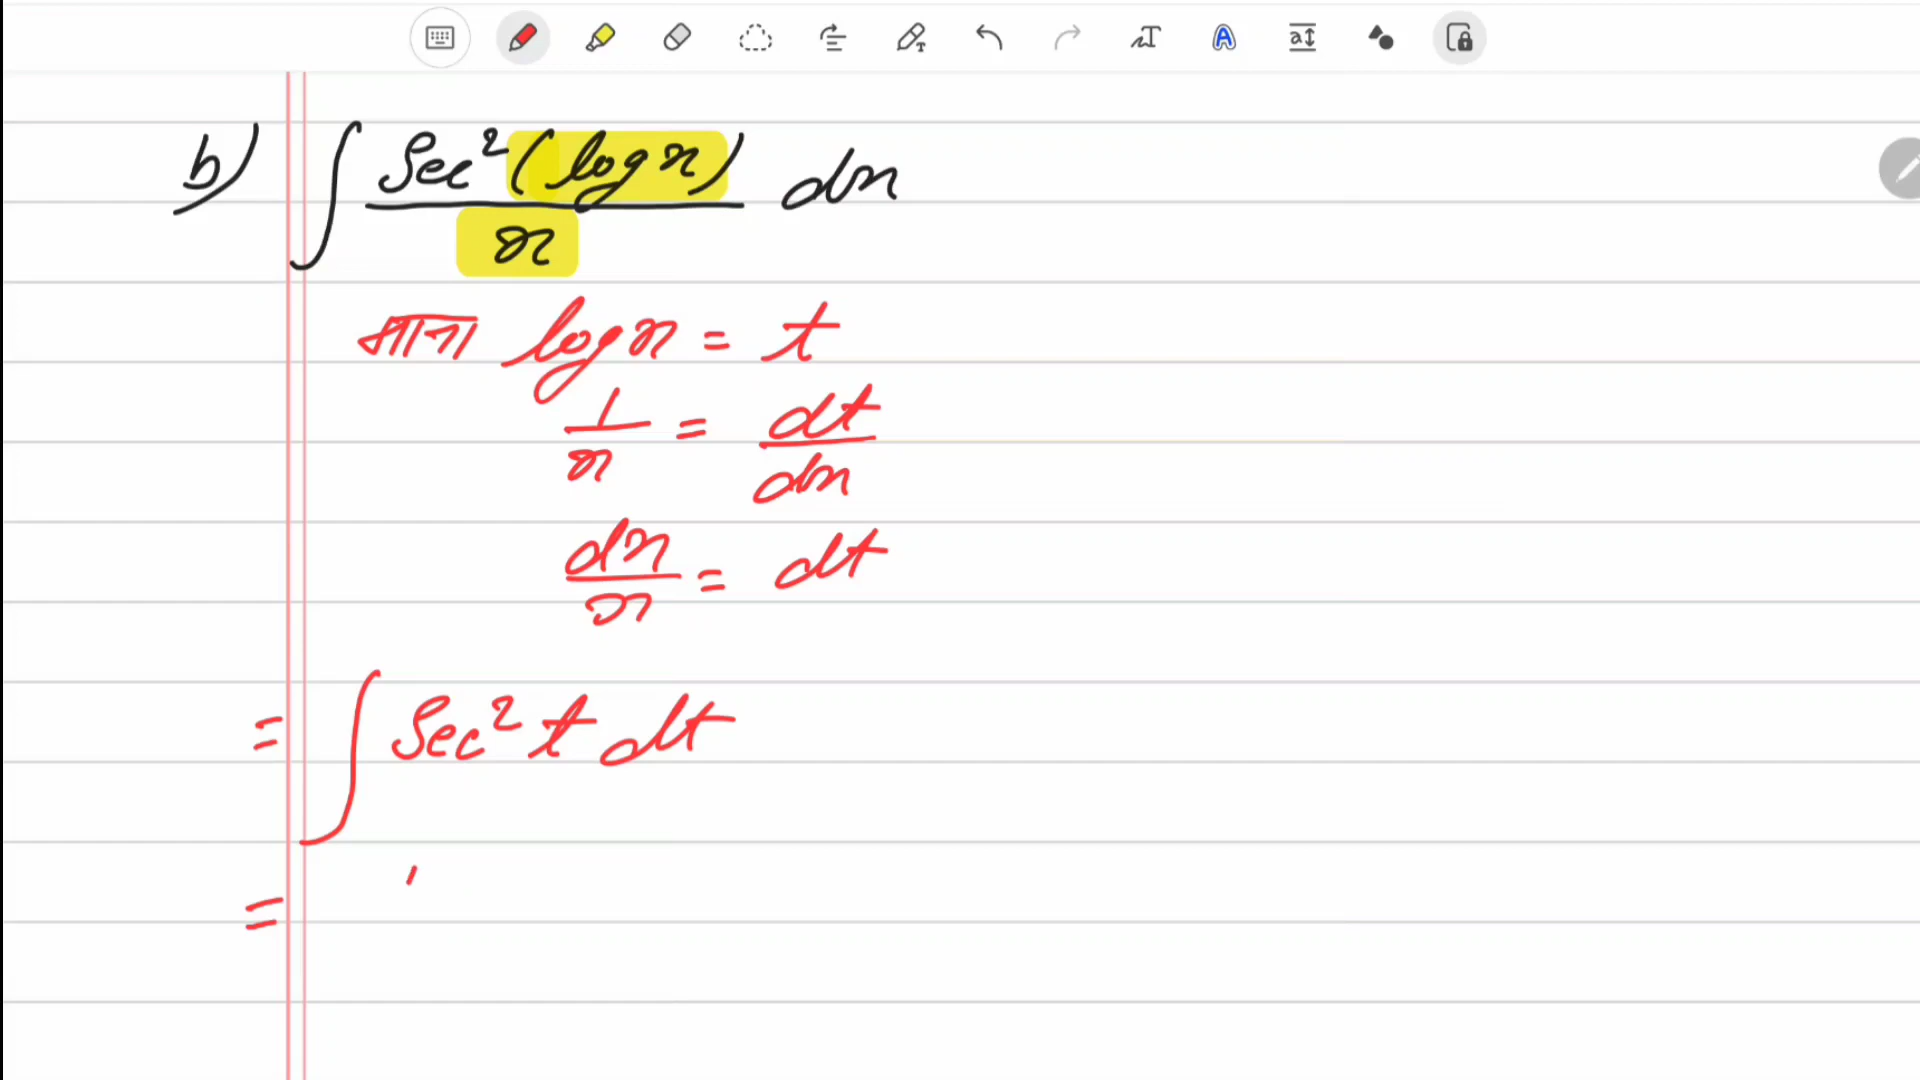 b) ∫ Sec²(log x)/x dx
माना log x = t
1/x = dt/dx
dx/x = dt
= ∫ Sec² t dt
=